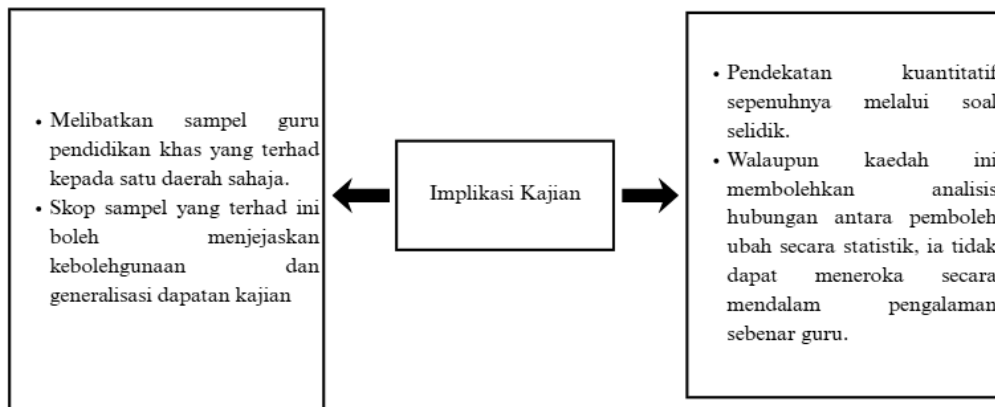 • Melibatkan sampel guru
pendidikan khas yang terhad
kepada satu daerah sahaja.
• Skop sampel yang terhad ini
boleh menjejaskan
kebolehgunaan dan
generalisasi dapatan kajian
Implikasi Kajian
• Pendekatan kuantitatif
sepenuhnya melalui soal
selidik.
• Walaupun kaedah ini
membolehkan analisis
hubungan antara pemboleh
ubah secara statistik, ia tidak
dapat meneroka secara
mendalam pengalaman
sebenar guru.